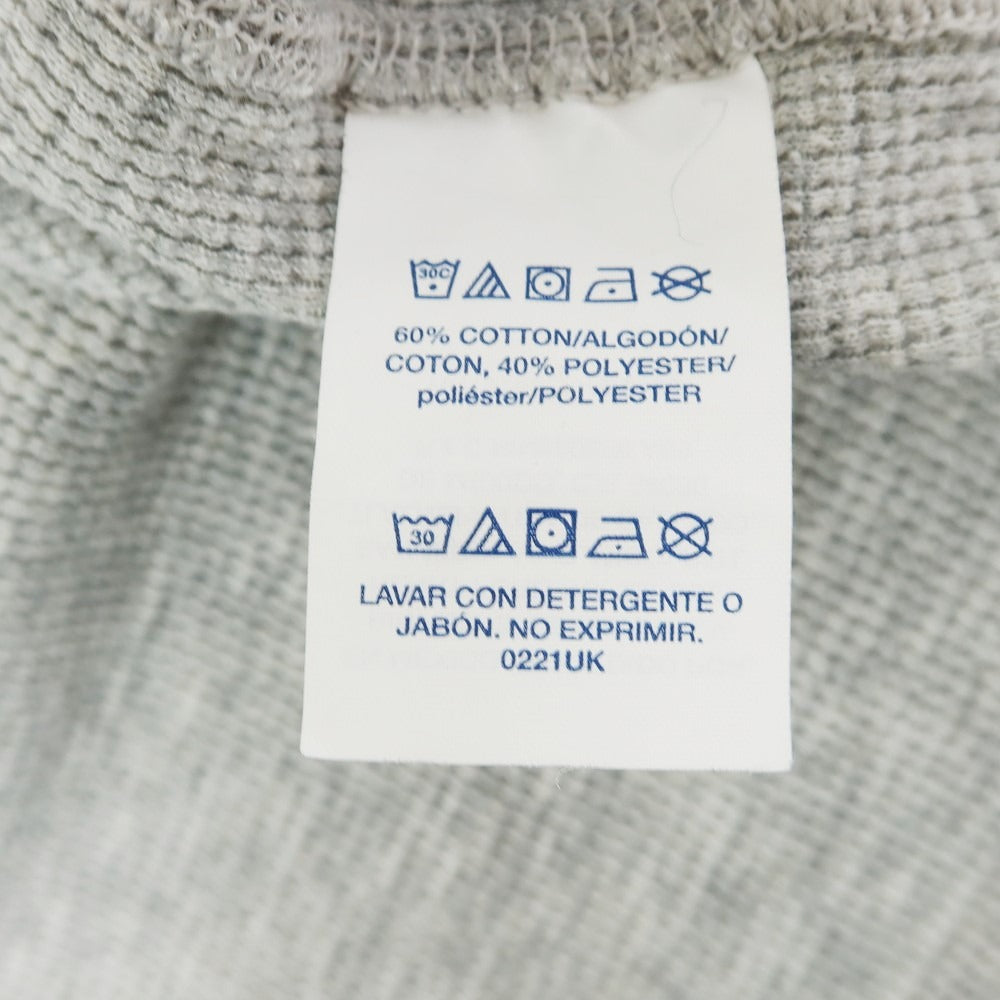 30C
60% COTTON/ALGODÓN/
COTON, 40% POLYESTER/
poliéster/POLYESTER
30
LAVAR CON DETERGENTE O
JABÓN. NO EXPRIMIR.
0221UK